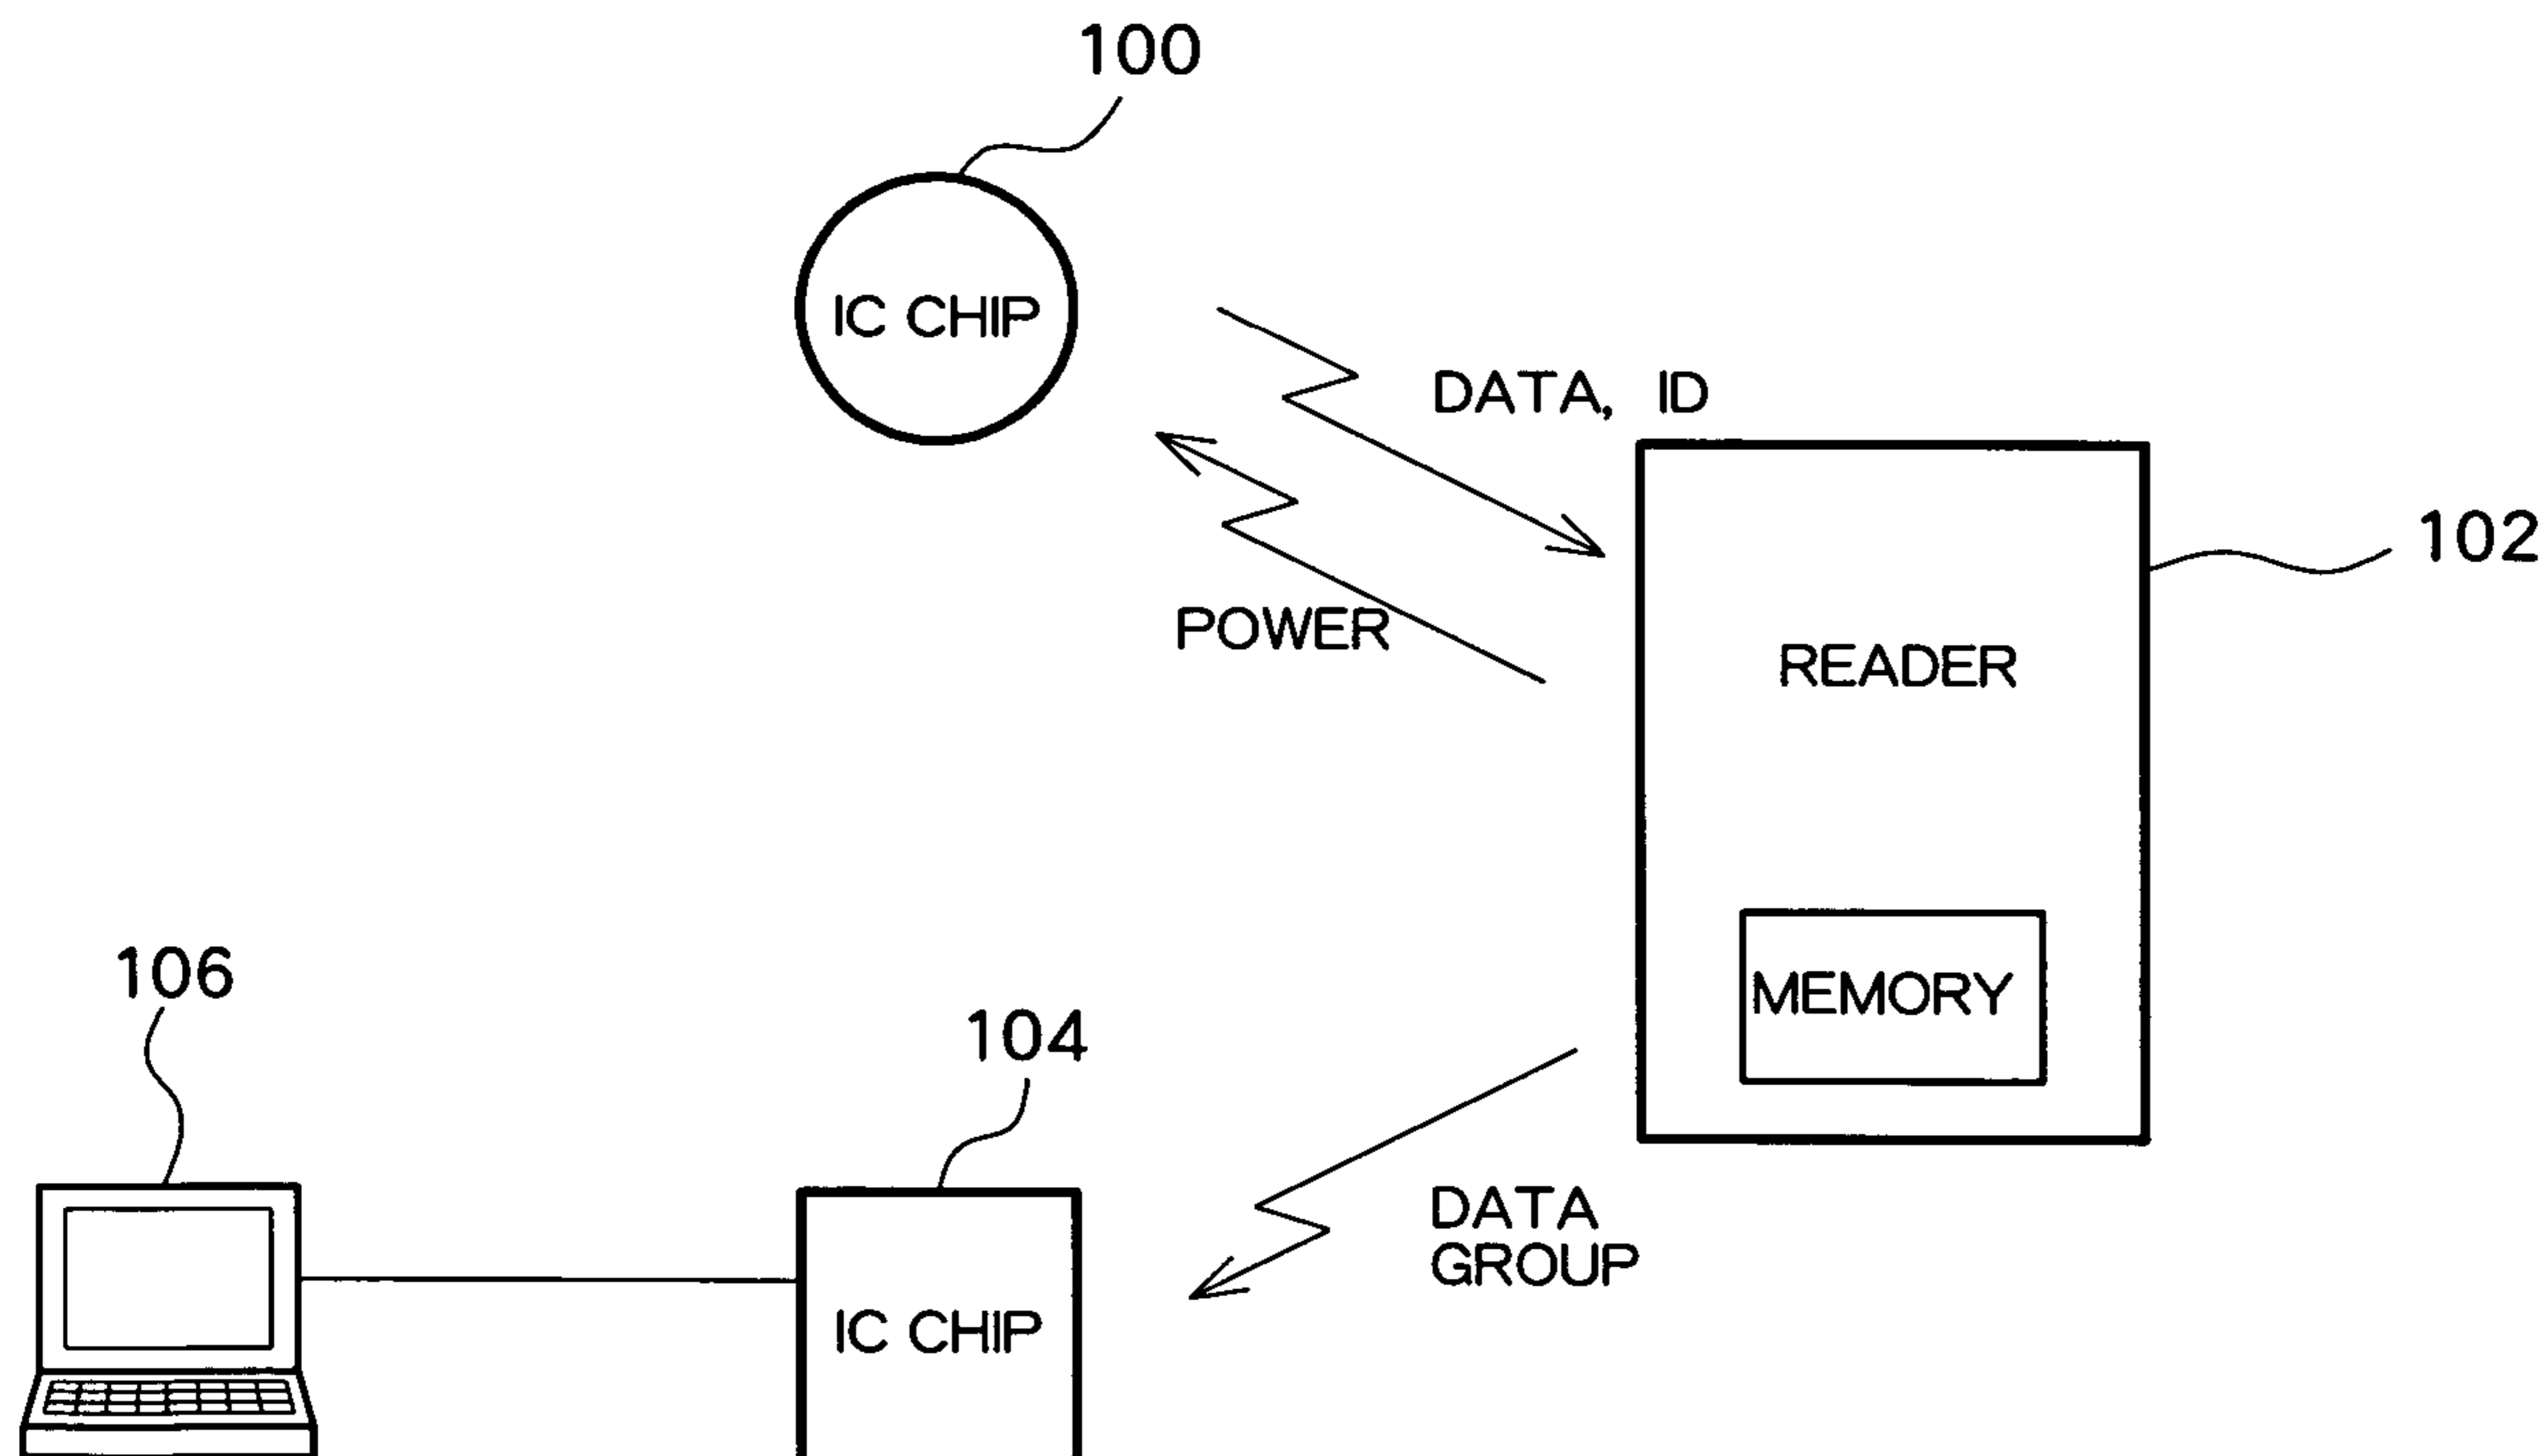 100
IC CHIP
DATA, ID
102
POWER
READER
106
MEMORY
104
DATA
GROUP
IC CHIP